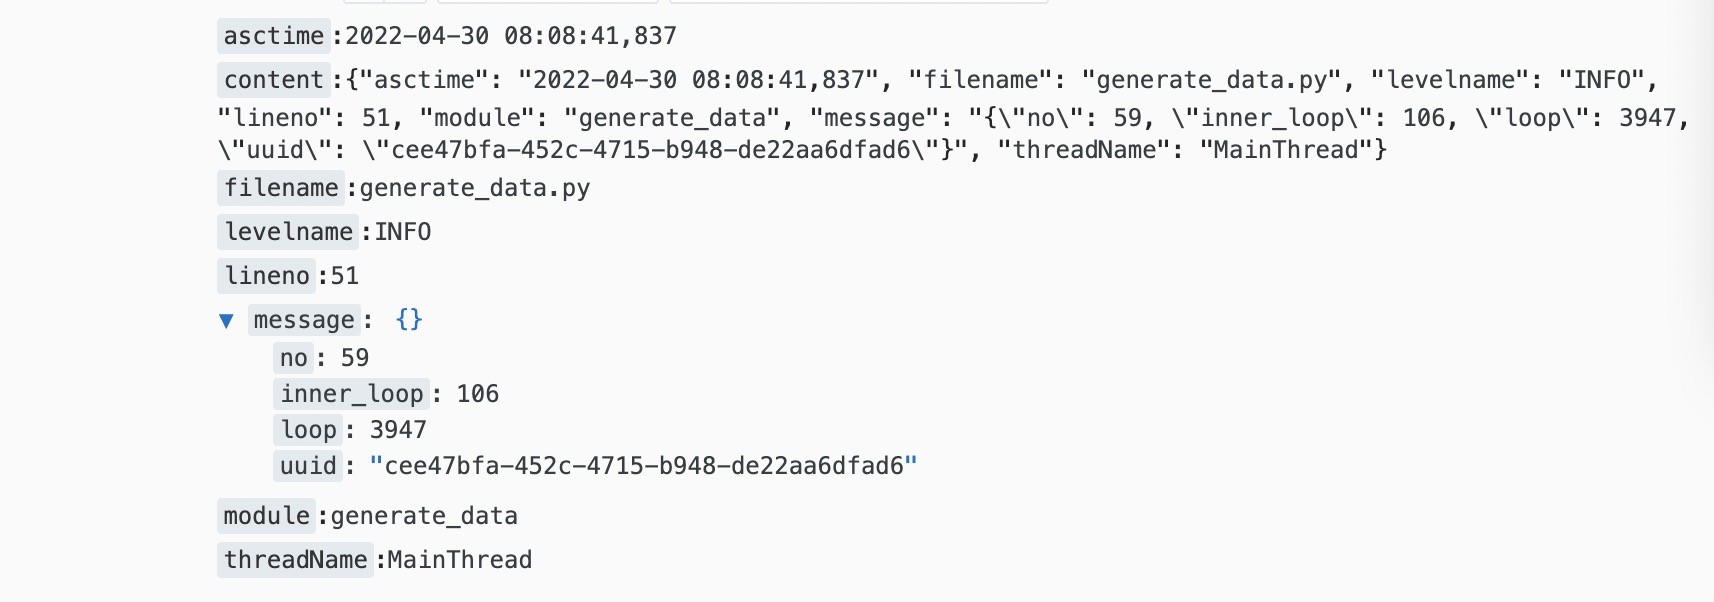 asctime:2022-04-30 08:08:41,837
content:{"asctime": "2022-04-30 08:08:41,837", "filename": "generate_data.py", "levelname": "INFO",
"lineno": 51, "module": "generate_data", "message": "{\"no\": 59, \"inner_loop\": 106, \"loop\": 3947,
\"uuid\": \"cee47bfa-452c-4715-b948-de22aa6dfad6\"}", "threadName": "MainThread"}
filename:generate_data.py
levelname:INFO
lineno:51
▼ message: {}
no: 59
inner_loop: 106
loop: 3947
uuid: "cee47bfa-452c-4715-b948-de22aa6dfad6"
module:generate_data
threadName:MainThread